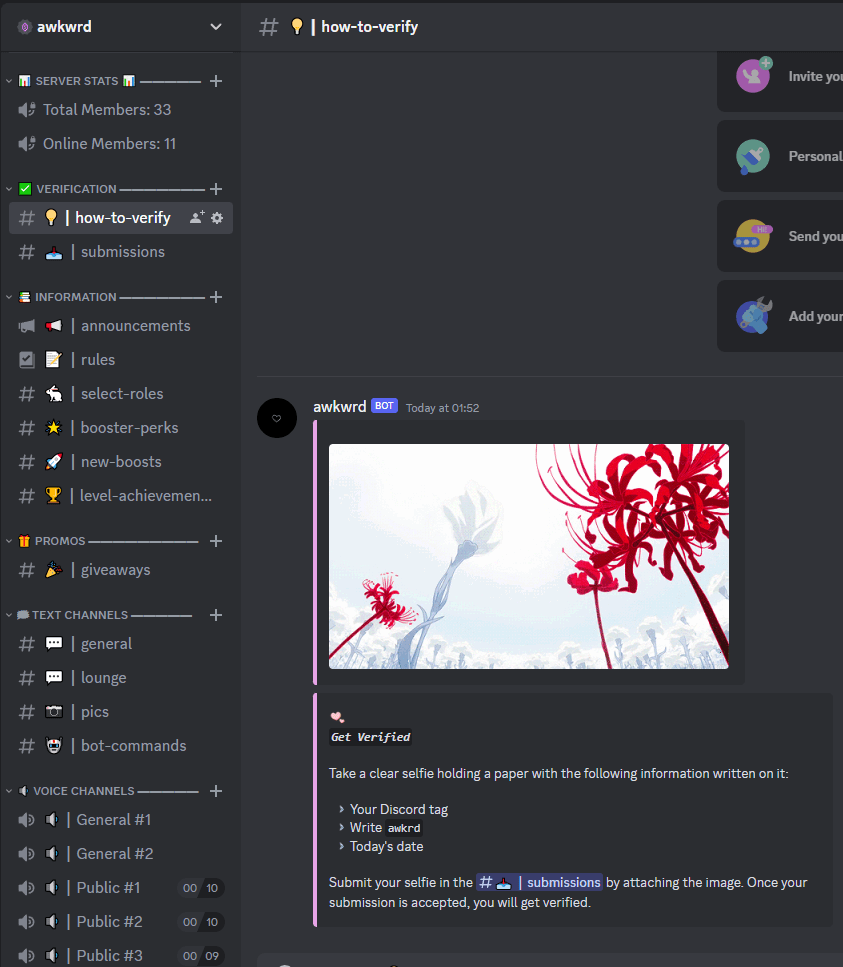 awkwrd
SERVER STATS
Total Members: 33
Online Members: 11
VERIFICATION
| how-to-verify
| submissions
INFORMATION
| announcements
| rules
| select-roles
| booster-perks
| new-boosts
| level-achievemen...
PROMOS
| giveaways
TEXT CHANNELS
| general
| lounge
| pics
| bot-commands
VOICE CHANNELS
| General #1
| General #2
| Public #1 00 10
| Public #2 00 10
| Public #3 00 09
# | how-to-verify
Invite you
Personal
Send you
HI!
Add your
awkwrd BOT Today at 01:52
Get Verified
Take a clear selfie holding a paper with the following information written on it:
› Your Discord tag
› Write awkrd
› Today's date
Submit your selfie in the # | submissions by attaching the image. Once your
submission is accepted, you will get verified.